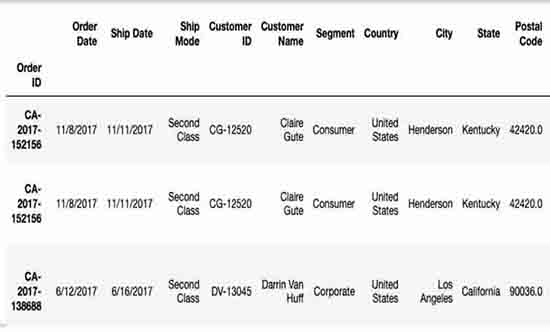 Order Date Ship Date Ship Mode Customer ID Customer Name Segment Country City State Postal Code
Order ID
CA-2017-152156 11/8/2017 11/11/2017 Second Class CG-12520 Claire Gute Consumer United States Henderson Kentucky 42420.0
CA-2017-152156 11/8/2017 11/11/2017 Second Class CG-12520 Claire Gute Consumer United States Henderson Kentucky 42420.0
CA-2017-138688 6/12/2017 6/16/2017 Second Class DV-13045 Darrin Van Huff Corporate United States Los Angeles California 90036.0